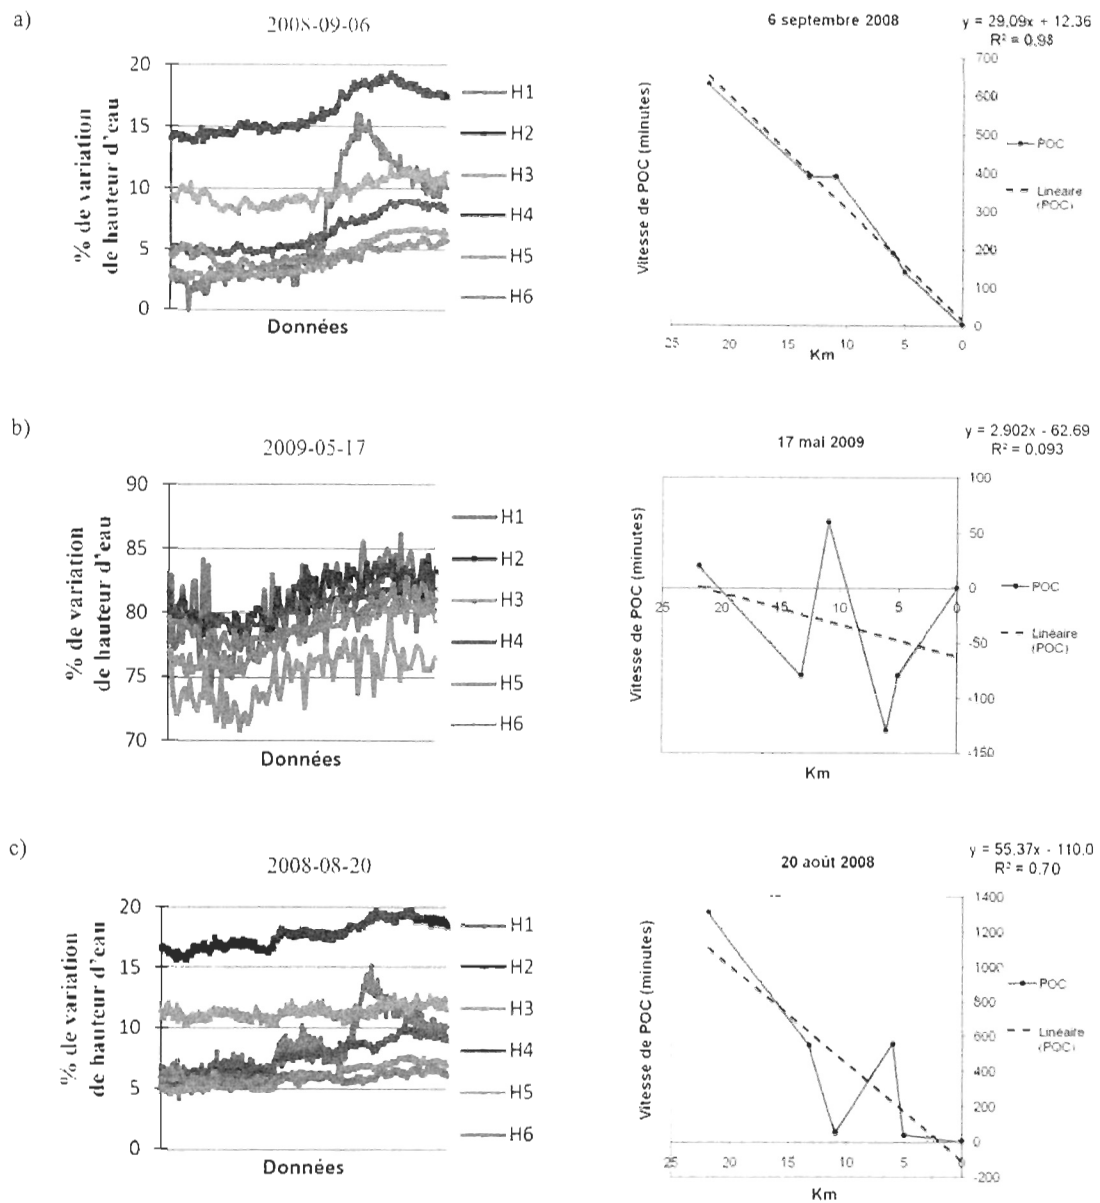 a)
2008-09-06
% de variation
de hauteur d'eau
20
15
10
5
0
Données
H1
H2
H3
H4
H5
H6
6 septembre 2008
y = 29.09x + 12.36
R² = 0.98
Vitesse de POC (minutes)
700
600
500
400
300
200
100
0
25
20
15
10
5
0
Km
POC
Linéaire
(POC)
b)
2009-05-17
% de variation
de hauteur d'eau
90
85
80
75
70
Données
H1
H2
H3
H4
H5
H6
17 mai 2009
y = 2.902x - 62.69
R² = 0.093
Vitesse de POC (minutes)
100
50
0
-50
-100
-150
25
20
15
10
5
0
Km
POC
Linéaire
(POC)
c)
2008-08-20
% de variation
de hauteur d'eau
20
15
10
5
0
Données
H1
H2
H3
H4
H5
H6
20 août 2008
y = 55.37x - 110.0
R² = 0.70
Vitesse de POC (minutes)
1400
1200
1000
800
600
400
200
0
-200
25
20
15
10
5
0
Km
POC
Linéaire
(POC)